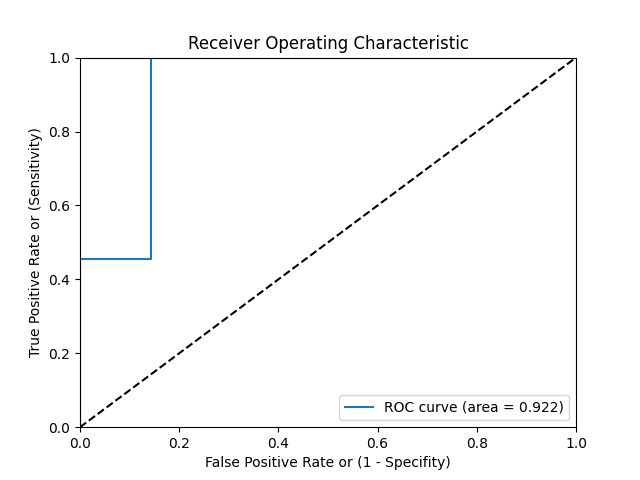 Receiver Operating Characteristic
True Positive Rate or (Sensitivity)
1.0
0.8
0.6
0.4
0.2
0.0
0.0 0.2 0.4 0.6 0.8 1.0
ROC curve (area = 0.922)
False Positive Rate or (1 - Specifity)